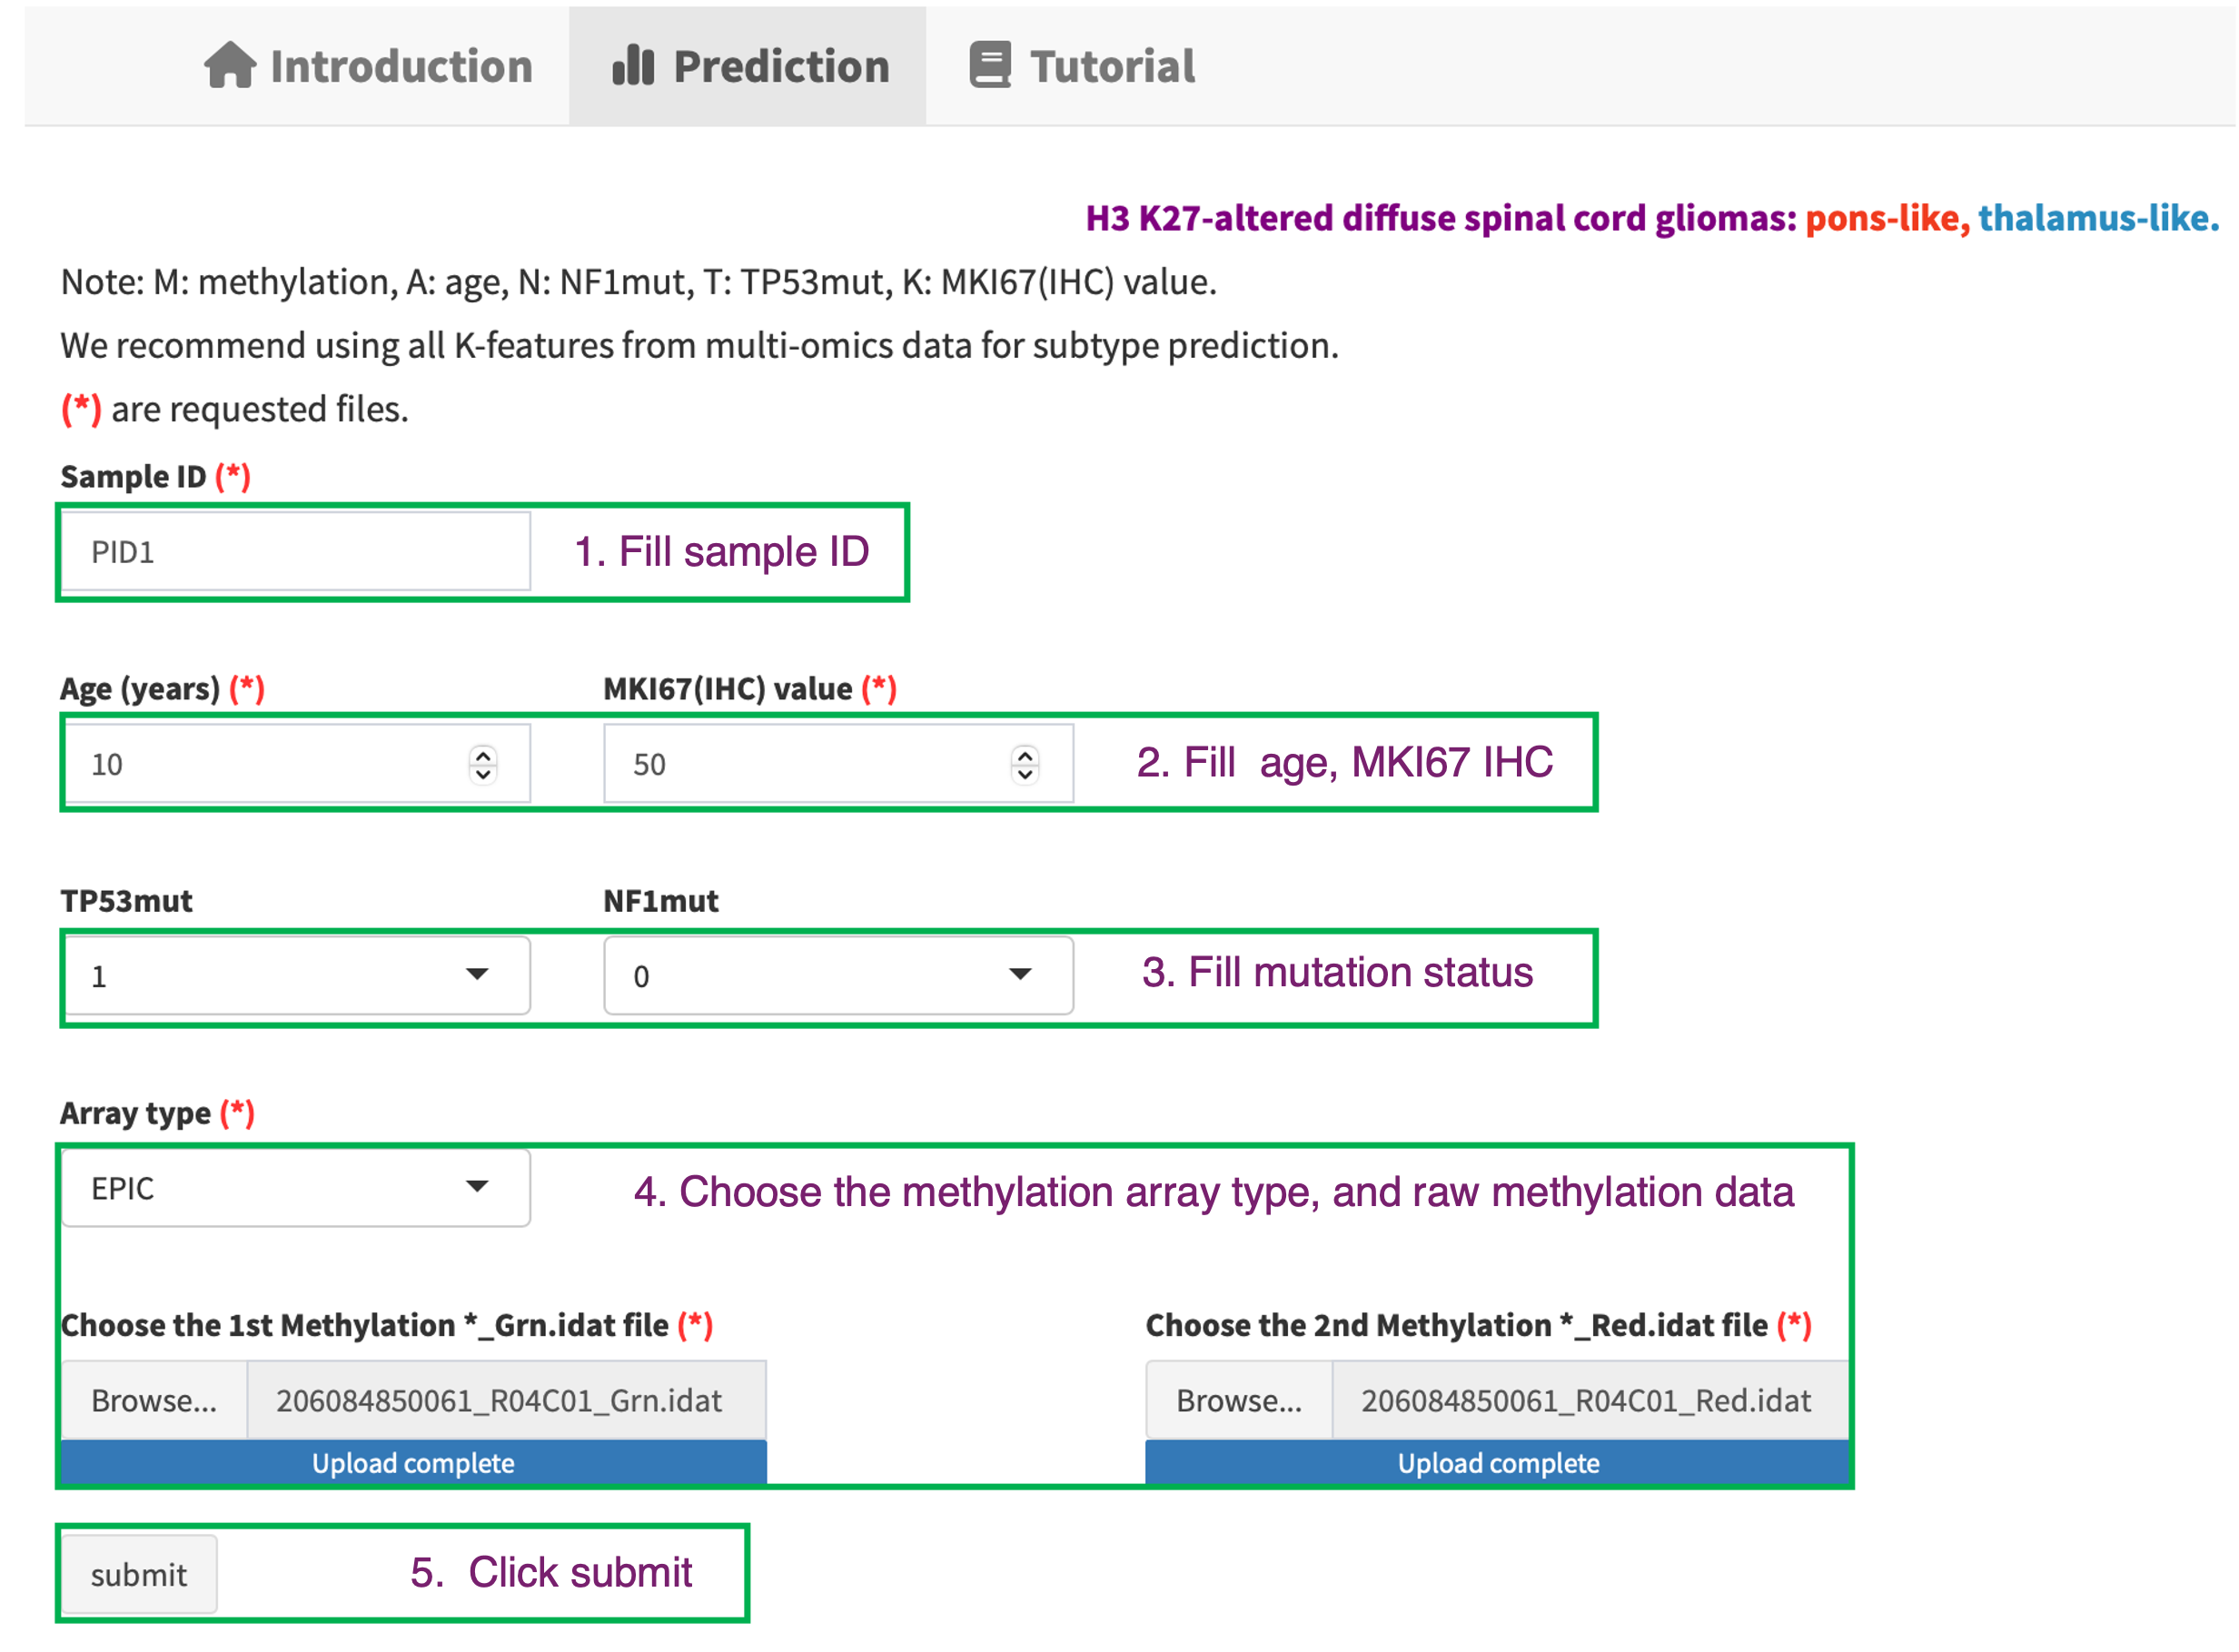 Introduction Prediction Tutorial
H3 K27-altered diffuse spinal cord gliomas: pons-like, thalamus-like.
Note: M: methylation, A: age, N: NF1mut, T: TP53mut, K: MKI67(IHC) value.
We recommend using all K-features from multi-omics data for subtype prediction.
(*) are requested files.
Sample ID (*)
PID1 1. Fill sample ID
Age (years) (*) MKI67(IHC) value (*)
10 50 2. Fill age, MKI67 IHC
TP53mut NF1mut
1 0 3. Fill mutation status
Array type (*)
EPIC 4. Choose the methylation array type, and raw methylation data
Choose the 1st Methylation *_Grn.idat file (*) Choose the 2nd Methylation *_Red.idat file (*)
Browse... 206084850061_R04C01_Grn.idat Browse... 206084850061_R04C01_Red.idat
Upload complete Upload complete
submit 5. Click submit